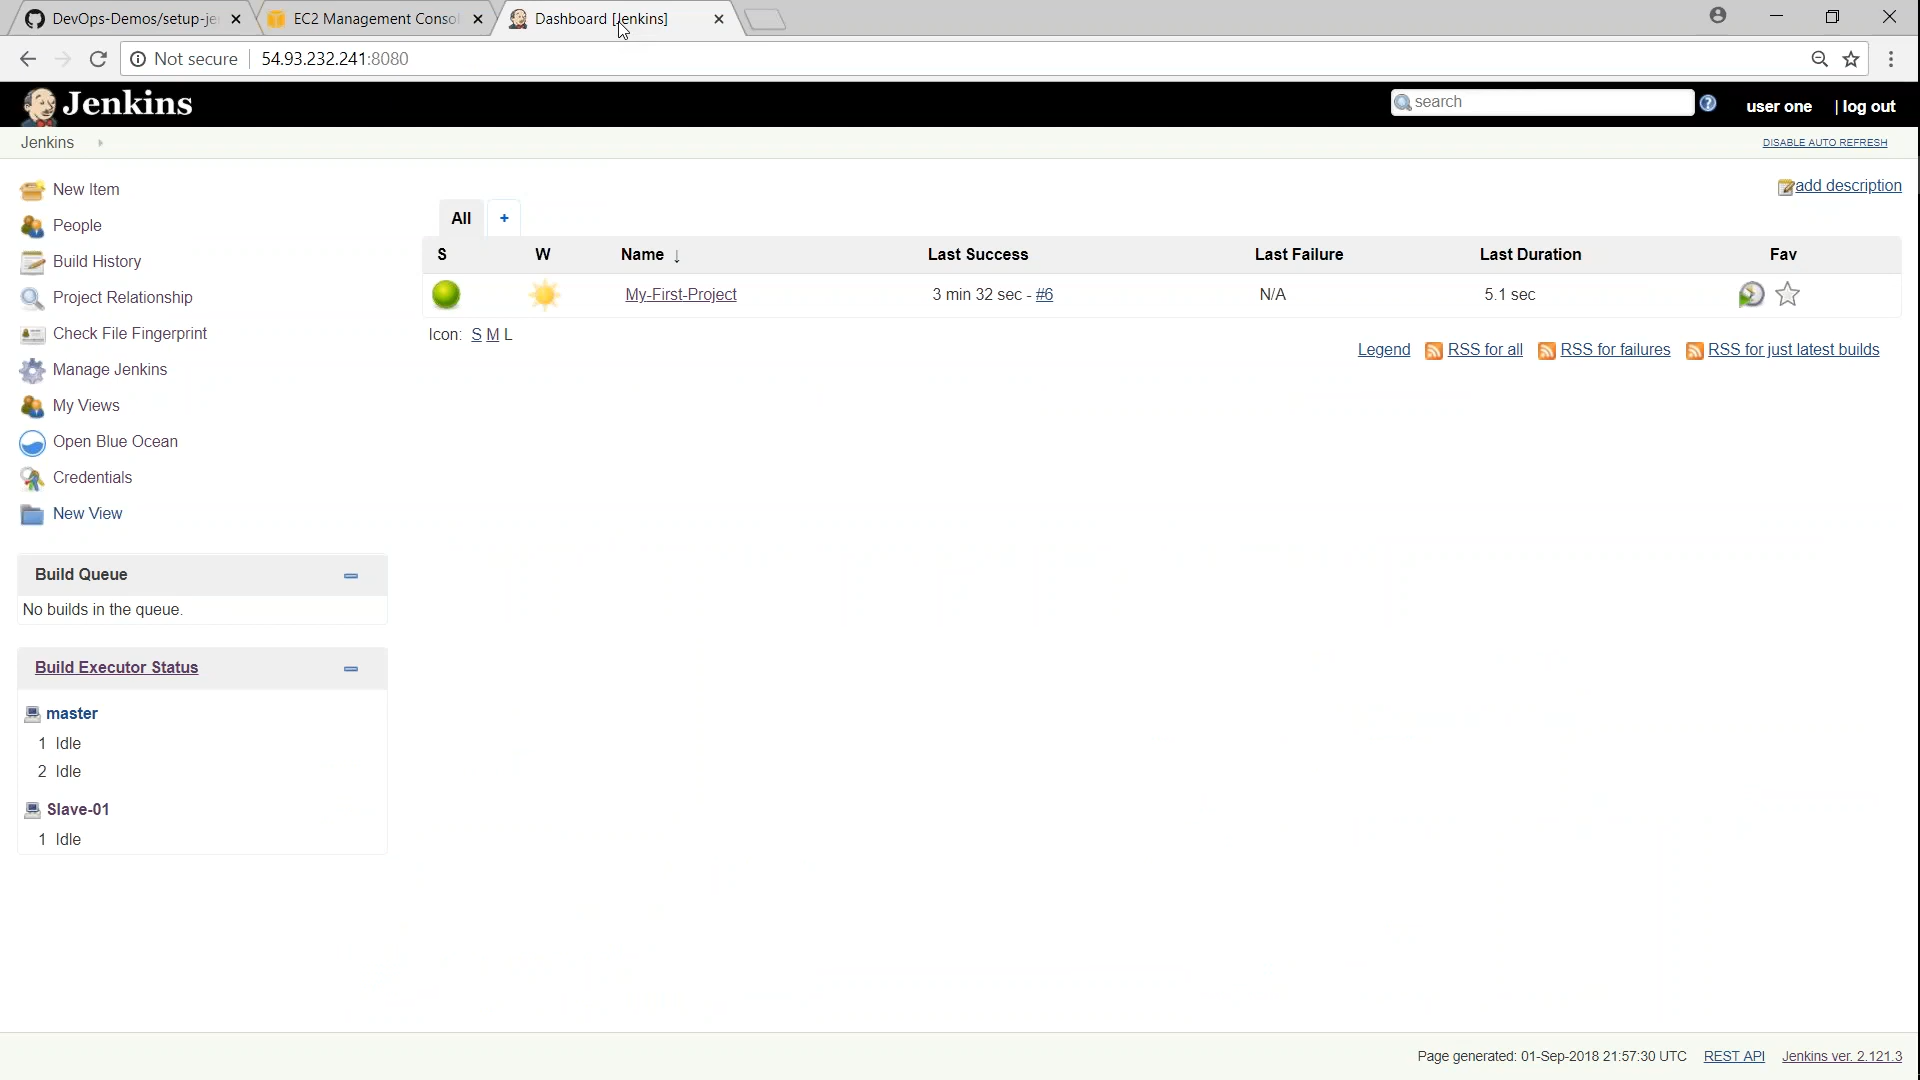 DevOps-Demos/setup-je
EC2 Management Consol
Dashboard [Jenkins]
Not secure
54.93.232.241:8080
Jenkins
search
user one
| log out
Jenkins
DISABLE AUTO REFRESH
New Item
People
Build History
Project Relationship
Check File Fingerprint
Manage Jenkins
My Views
Open Blue Ocean
Credentials
New View
add description
All
+
S W Name ↓ Last Success Last Failure Last Duration Fav
My-First-Project 3 min 32 sec - #6 N/A 5.1 sec
Icon: S M L
Legend RSS for all RSS for failures RSS for just latest builds
Build Queue
No builds in the queue.
Build Executor Status
master
1 Idle
2 Idle
Slave-01
1 Idle
Page generated: 01-Sep-2018 21:57:30 UTC REST API Jenkins ver. 2.121.3